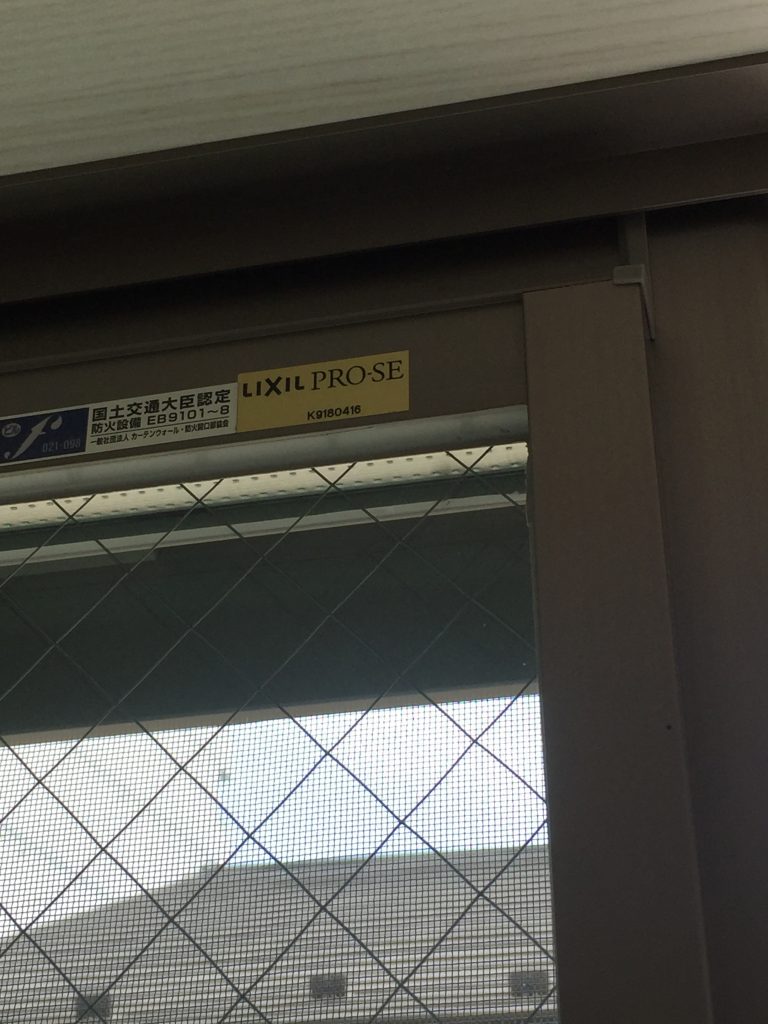 ビル
f
021-098
国土交通大臣認定
防火設備 EB9101～8
一般社団法人 カーテンウォール・防火開口部協会
LIXIL PRO-SE
K9180416